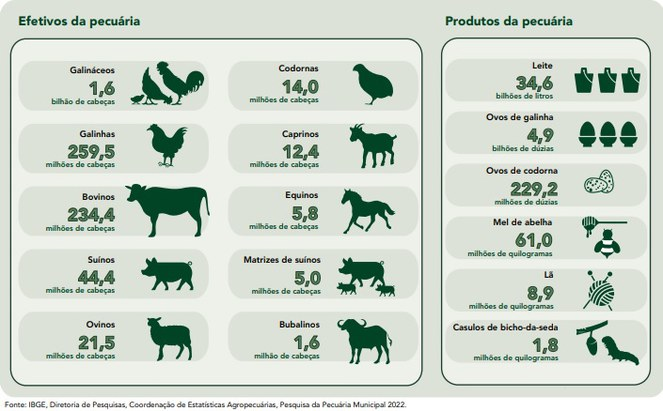 Efetivos da pecuária
Galináceos
1,6
bilhão de cabeças
Galinhas
259,5
milhões de cabeças
Bovinos
234,4
milhões de cabeças
Suínos
44,4
milhões de cabeças
Ovinos
21,5
milhões de cabeças
Codornas
14,0
milhões de cabeças
Caprinos
12,4
milhões de cabeças
Equinos
5,8
milhões de cabeças
Matrizes de suínos
5,0
milhões de cabeças
Bubalinos
1,6
milhão de cabeças
Produtos da pecuária
Leite
34,6
bilhões de litros
Ovos de galinha
4,9
bilhões de dúzias
Ovos de codorna
229,2
milhões de dúzias
Mel de abelha
61,0
milhões de quilogramas
Lã
8,9
milhões de quilogramas
Casulos de bicho-da-seda
1,8
milhões de quilogramas
Fonte: IBGE, Diretoria de Pesquisas, Coordenação de Estatísticas Agropecuárias, Pesquisa da Pecuária Municipal 2022.